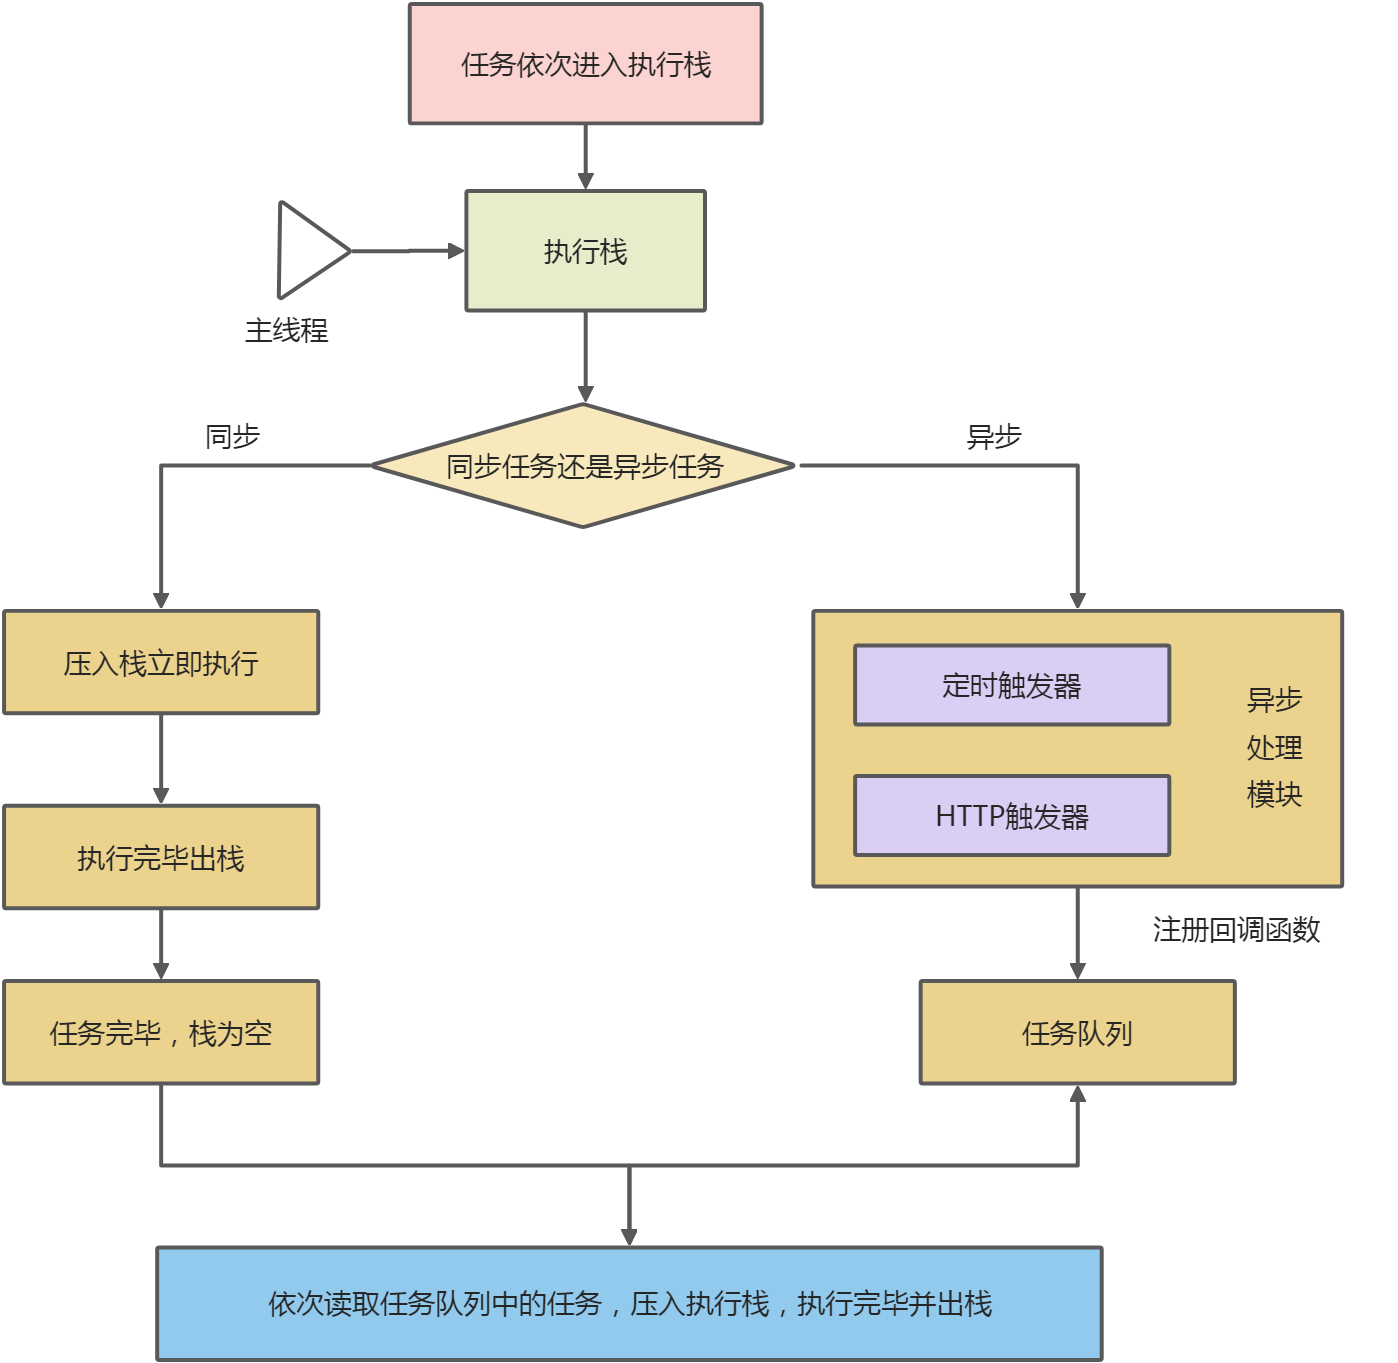 任务依次进入执行栈
执行栈
主线程
同步
同步任务还是异步任务
异步
压入栈立即执行
执行完毕出栈
任务完毕，栈为空
定时触发器
HTTP触发器
异步
处理
模块
注册回调函数
任务队列
依次读取任务队列中的任务，压入执行栈，执行完毕并出栈